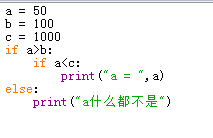 a = 50
b = 100
c = 1000
if a>b:
    if a<c:
        print("a = ",a)
else:
    print("a什么都不是")